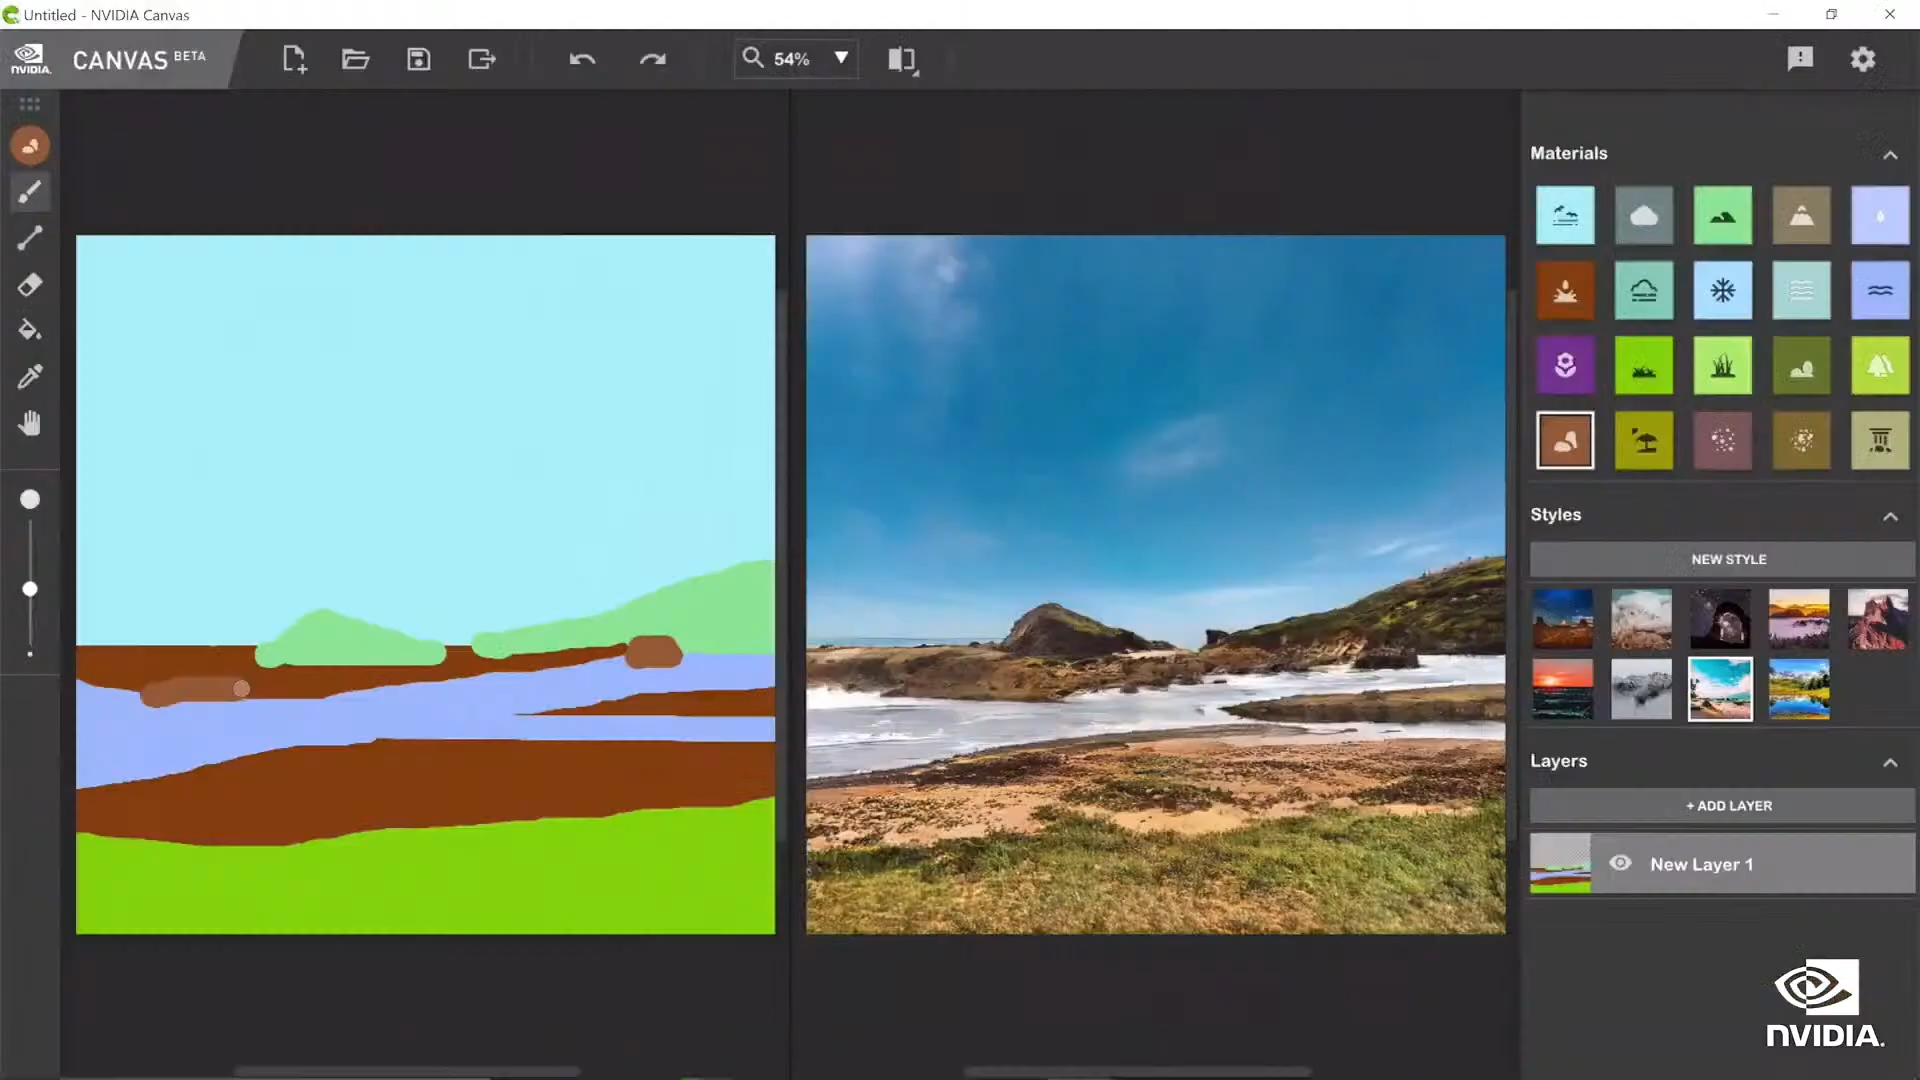 Untitled - NVIDIA Canvas
NVIDIA.
CANVAS BETA
54%
Materials
Styles
NEW STYLE
Layers
+ ADD LAYER
New Layer 1
NVIDIA.